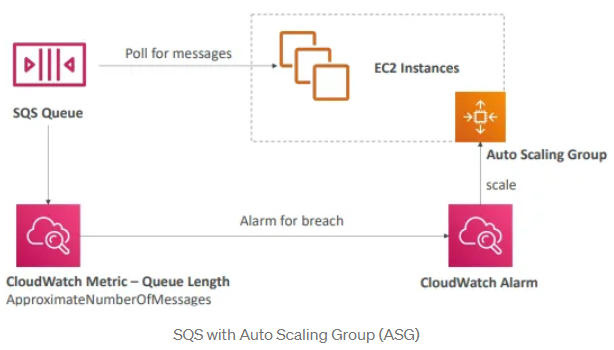 Poll for messages
EC2 Instances
SQS Queue
Auto Scaling Group
scale
Alarm for breach
CloudWatch Metric – Queue Length
ApproximateNumberOfMessages
CloudWatch Alarm
SQS with Auto Scaling Group (ASG)